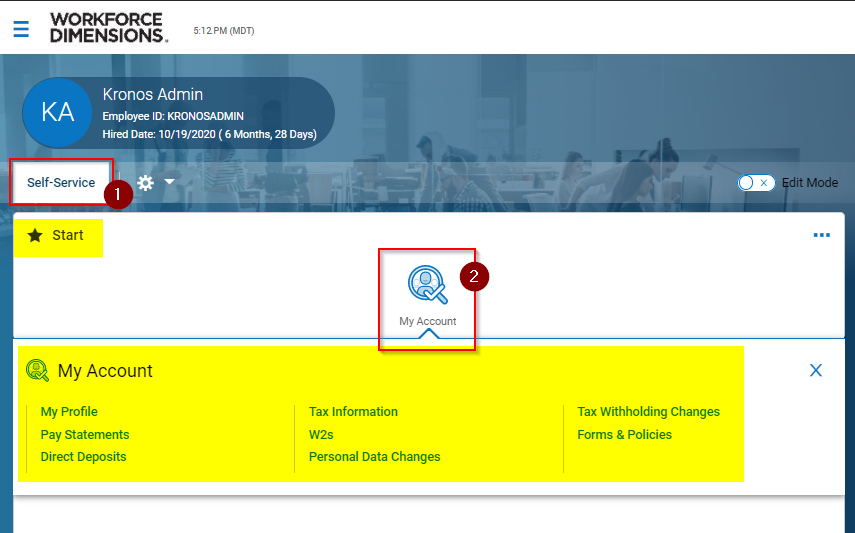 WORKFORCE
DIMENSIONS™
5:12 PM (MDT)
KA
Kronos Admin
Employee ID: KRONOSADMIN
Hired Date: 10/19/2020 ( 6 Months, 28 Days)
Self-Service
1
Edit Mode
Start
2
My Account
My Account
My Profile
Tax Information
Tax Withholding Changes
Pay Statements
W2s
Forms & Policies
Direct Deposits
Personal Data Changes